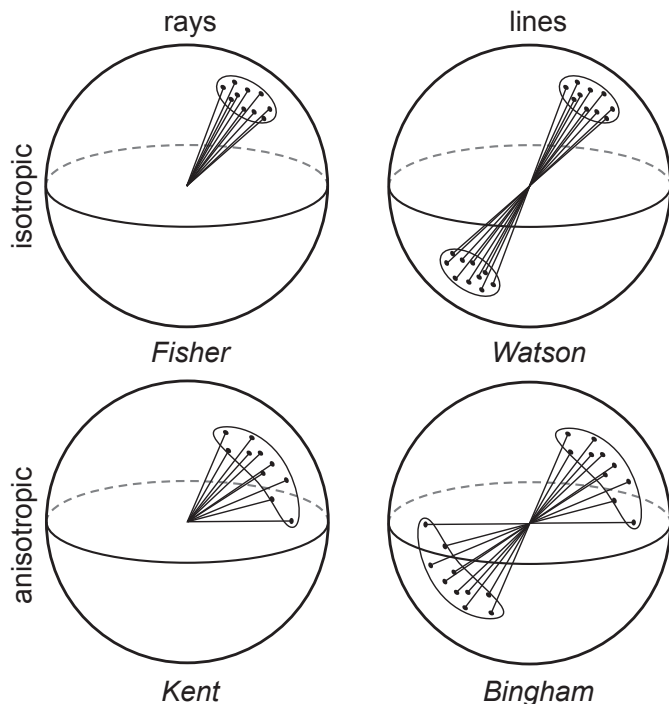 rays
lines
isotropic
Fisher
Watson
anisotropic
Kent
Bingham